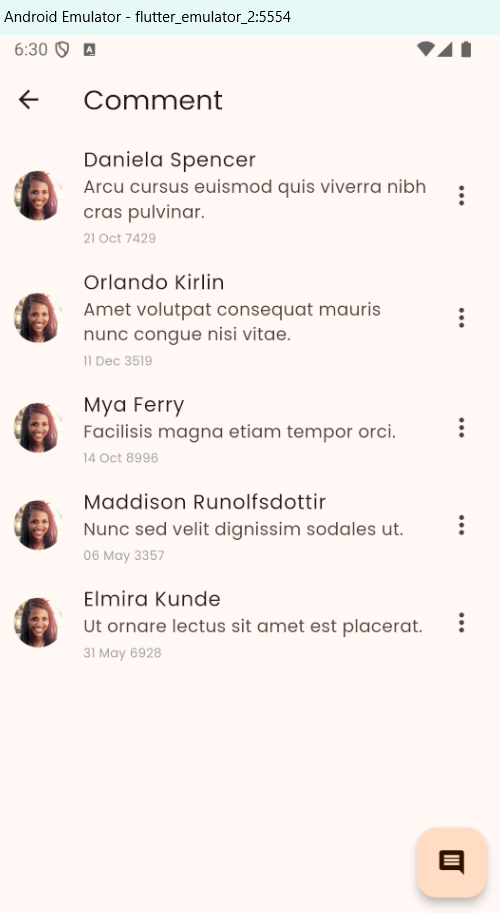 Android Emulator - flutter_emulator_2:5554
6:30 A
Comment
Daniela Spencer
Arcu cursus euismod quis viverra nibh
cras pulvinar.
21 Oct 7429
Orlando Kirlin
Amet volutpat consequat mauris
nunc congue nisi vitae.
11 Dec 3519
Mya Ferry
Facilisis magna etiam tempor orci.
14 Oct 8996
Maddison Runolfsdottir
Nunc sed velit dignissim sodales ut.
06 May 3357
Elmira Kunde
Ut ornare lectus sit amet est placerat.
31 May 6928